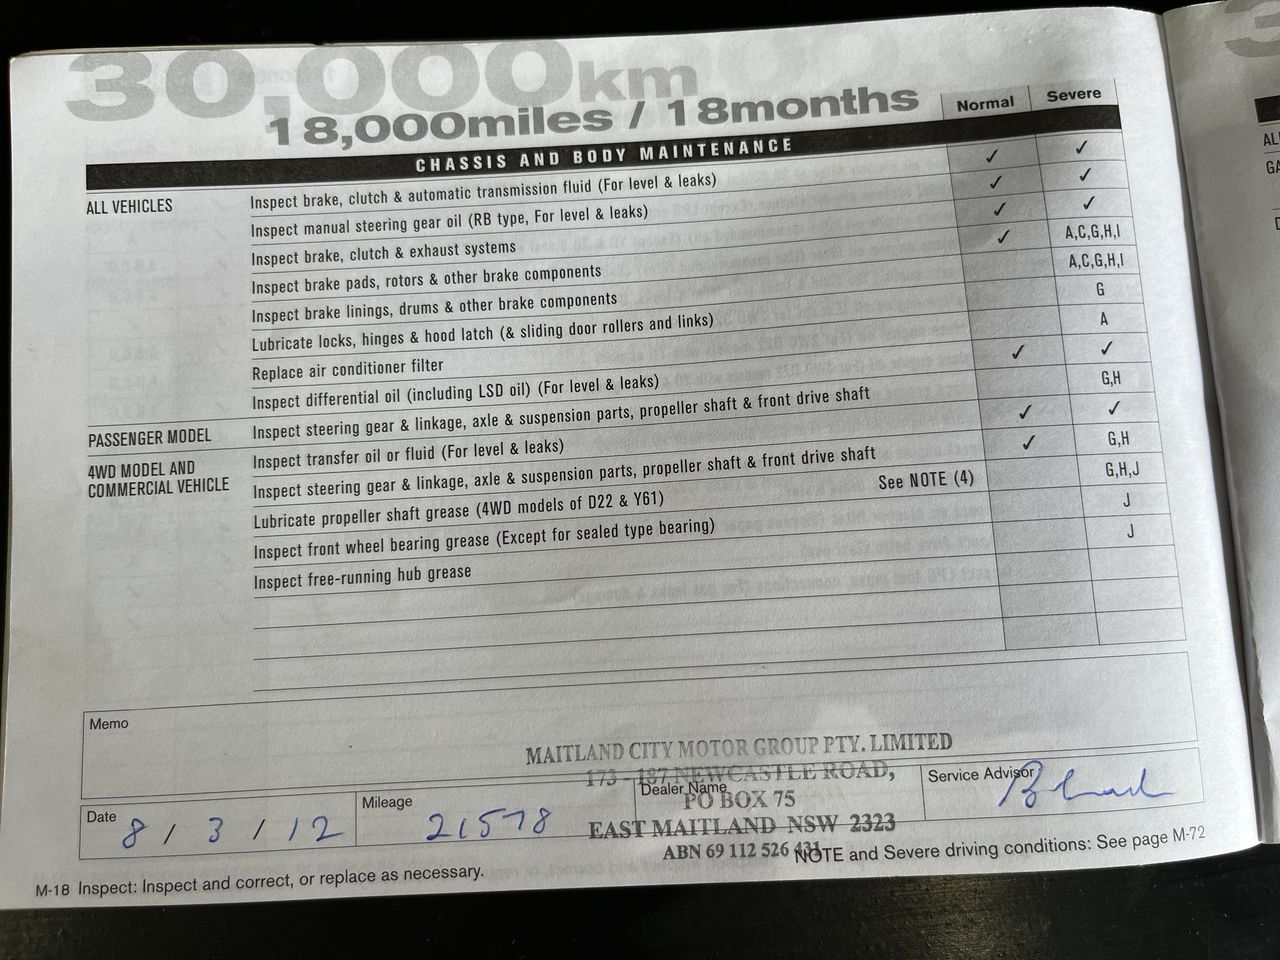 30,000km
18,000miles / 18months
Normal Severe
CHASSIS AND BODY MAINTENANCE
ALL VEHICLES Inspect brake, clutch & automatic transmission fluid (For level & leaks) ✓ ✓
Inspect manual steering gear oil (RB type, For level & leaks) ✓ ✓
Inspect brake, clutch & exhaust systems ✓ ✓
Inspect brake pads, rotors & other brake components ✓ A,C,G,H,I
Inspect brake linings, drums & other brake components A,C,G,H,I
Lubricate locks, hinges & hood latch (& sliding door rollers and links) G
Replace air conditioner filter A
Inspect differential oil (including LSD oil) (For level & leaks) ✓ ✓
PASSENGER MODEL Inspect steering gear & linkage, axle & suspension parts, propeller shaft & front drive shaft G,H
4WD MODEL AND COMMERCIAL VEHICLE Inspect transfer oil or fluid (For level & leaks) ✓ ✓
Inspect steering gear & linkage, axle & suspension parts, propeller shaft & front drive shaft ✓ G,H
Lubricate propeller shaft grease (4WD models of D22 & Y61) See NOTE (4) G,H,J
Inspect front wheel bearing grease (Except for sealed type bearing) J
Inspect free-running hub grease J
Memo
MAITLAND CITY MOTOR GROUP PTY. LIMITED
173 - 187 NEWCASTLE ROAD,
PO BOX 75
EAST MAITLAND NSW 2323
ABN 69 112 526 431
Date 8 / 3 / 12
Mileage 21578
Dealer Name
Service Advisor
NOTE and Severe driving conditions: See page M-72
M-18 Inspect: Inspect and correct, or replace as necessary.